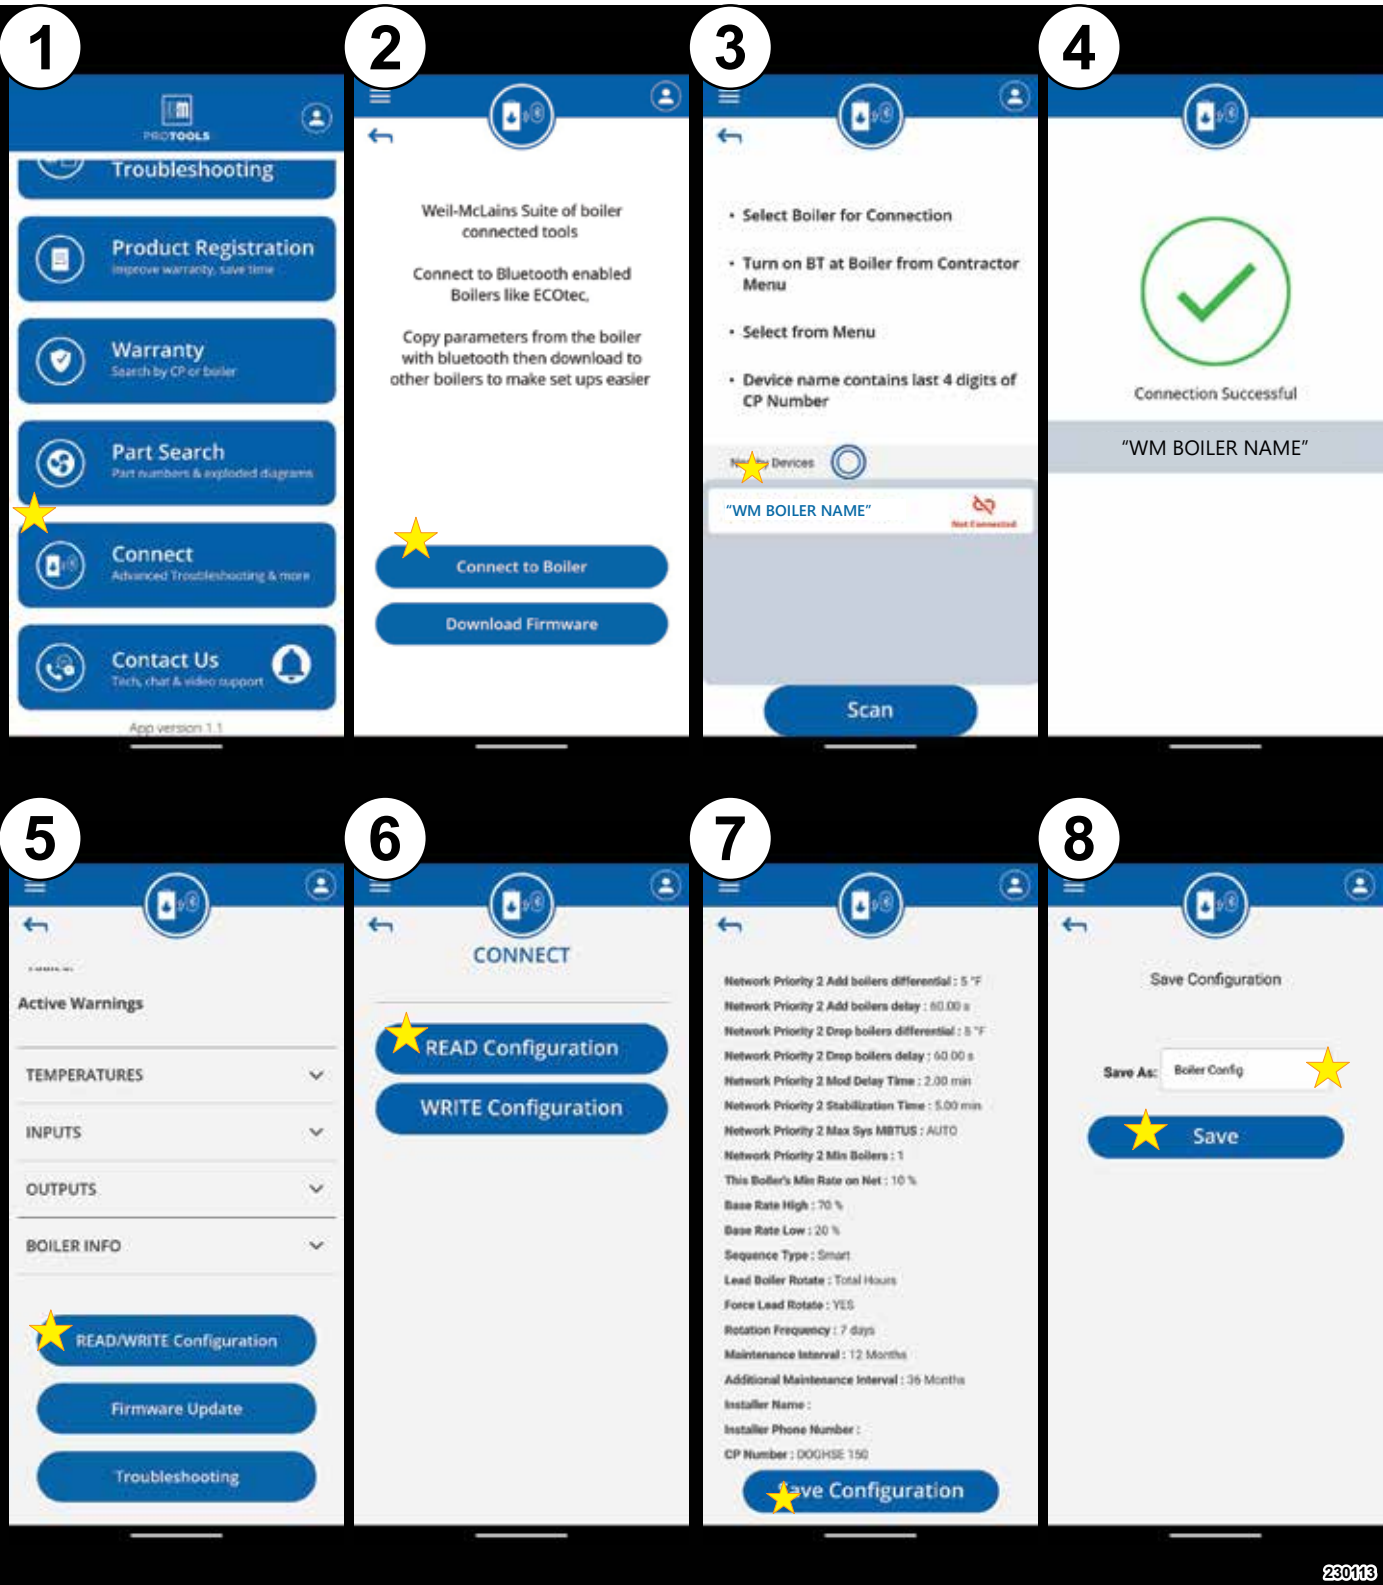 1
PROTOOLS
Troubleshooting
Product Registration
Improve warranty, save time
Warranty
Search by CP or boiler
Part Search
Part numbers & exploded diagrams
Connect
Advanced Troubleshooting & more
Contact Us
Tech, chat & video support
App version 1.1
2
Weil-McLains Suite of boiler
connected tools
Connect to Bluetooth enabled
Boilers like ECOtec,
Copy parameters from the boiler
with bluetooth then download to
other boilers to make set ups easier
Connect to Boiler
Download Firmware
3
• Select Boiler for Connection
• Turn on BT at Boiler from Contractor
Menu
• Select from Menu
• Device name contains last 4 digits of
CP Number
Nearby Devices
“WM BOILER NAME”
Not Connected
Scan
4
Connection Successful
“WM BOILER NAME”
5
Active Warnings
TEMPERATURES
INPUTS
OUTPUTS
BOILER INFO
READ/WRITE Configuration
Firmware Update
Troubleshooting
6
CONNECT
READ Configuration
WRITE Configuration
7
Network Priority 2 Add boilers differential : 5 °F
Network Priority 2 Add boilers delay : 60.00 s
Network Priority 2 Drop boilers differential : 8 °F
Network Priority 2 Drop boilers delay : 60.00 s
Network Priority 2 Mod Delay Time : 2.00 min
Network Priority 2 Stabilization Time : 5.00 min
Network Priority 2 Max Sys MBTUS : AUTO
Network Priority 2 Min Boilers : 1
This Boiler's Min Rate on Net : 10 %
Base Rate High : 70 %
Base Rate Low : 20 %
Sequence Type : Smart
Lead Boiler Rotate : Total Hours
Force Lead Rotate : YES
Rotation Frequency : 7 days
Maintenance Interval : 12 Months
Additional Maintenance Interval : 36 Months
Installer Name :
Installer Phone Number :
CP Number : DOGHSE 150
Save Configuration
8
Save Configuration
Save As: Boiler Config
Save
230113